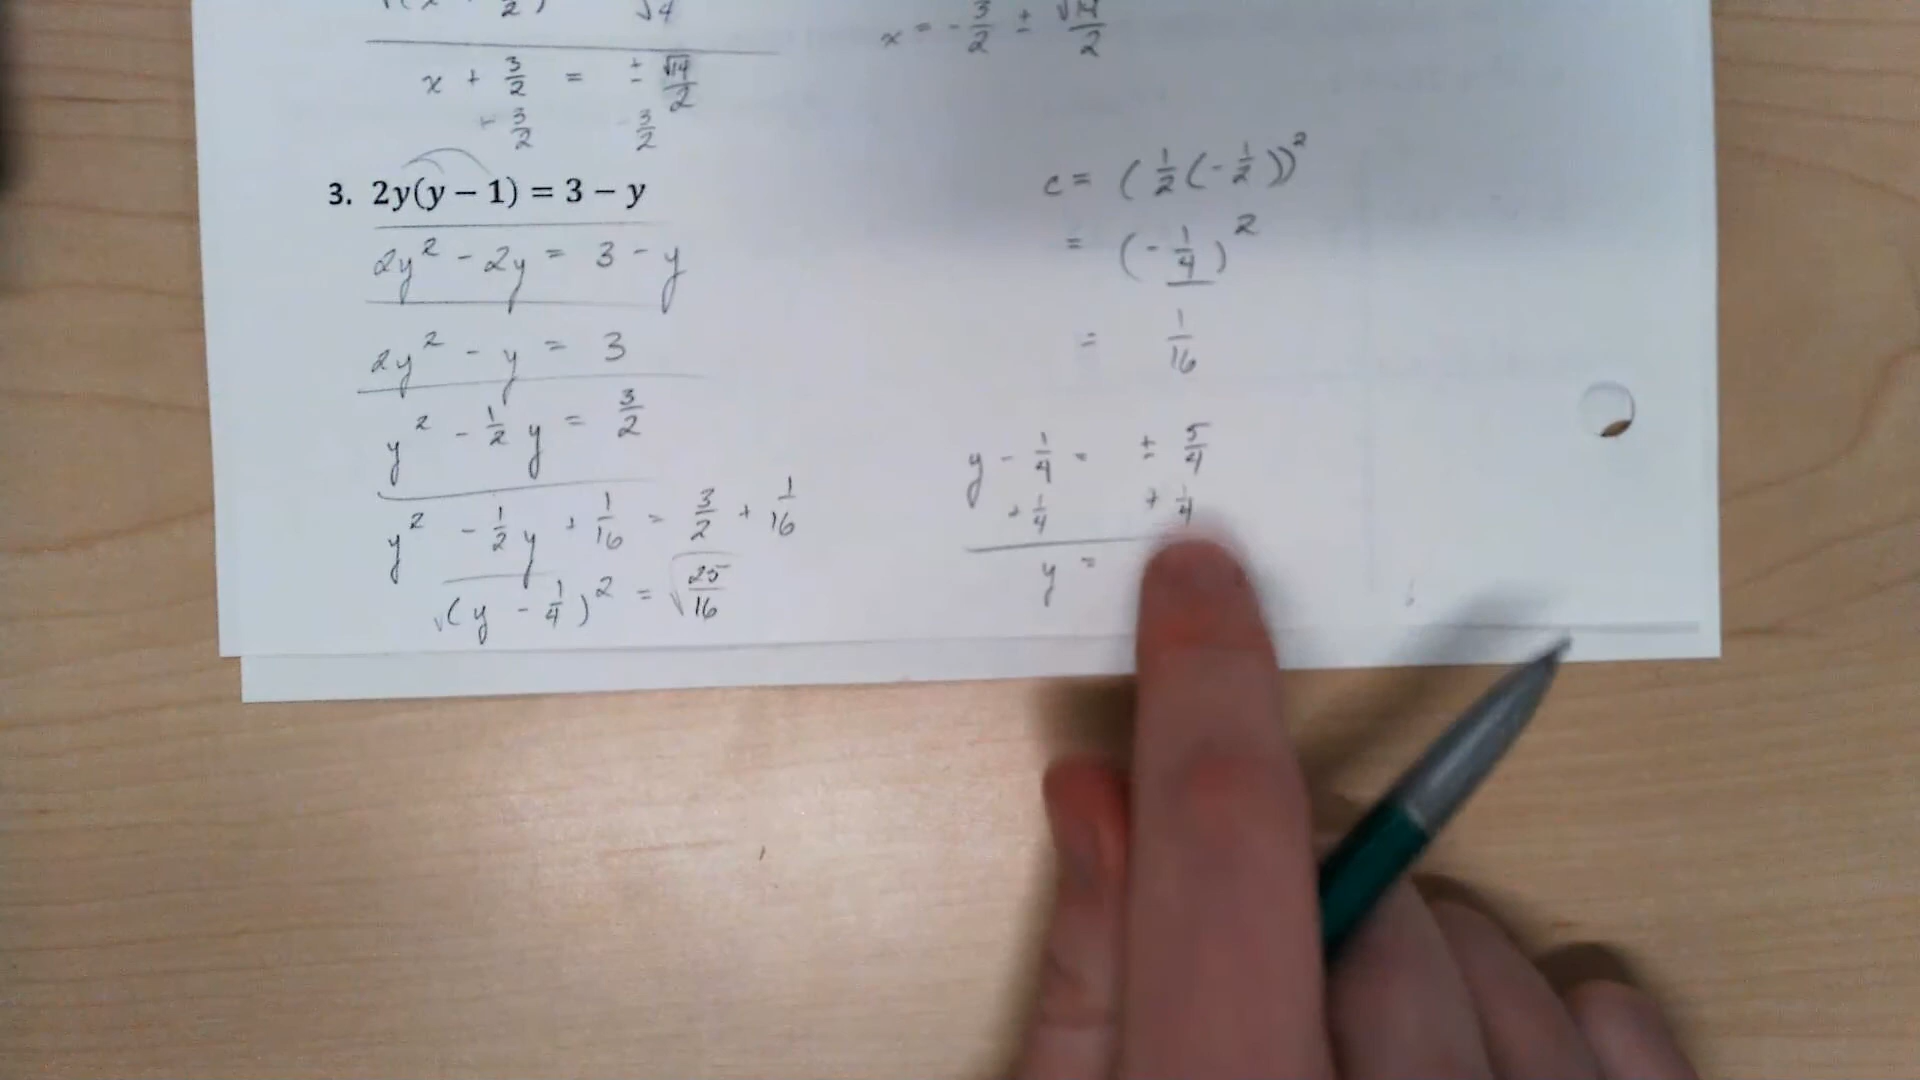 x + 3/2 = ± √14/2
- 3/2 - 3/2
x = - 3/2 ±
3. 2y(y − 1) = 3 − y
2y² - 2y = 3 - y
2y² - y = 3
y² - 1/2 y = 3/2
y² - 1/2 y + 1/16 = 3/2 + 1/16
√(y - 1/4)² = √25/16
c = (1/2(-1/2))²
= (-1/4)²
= 1/16
y - 1/4 = ± 5/4
+ 1/4 + 1/4
y =